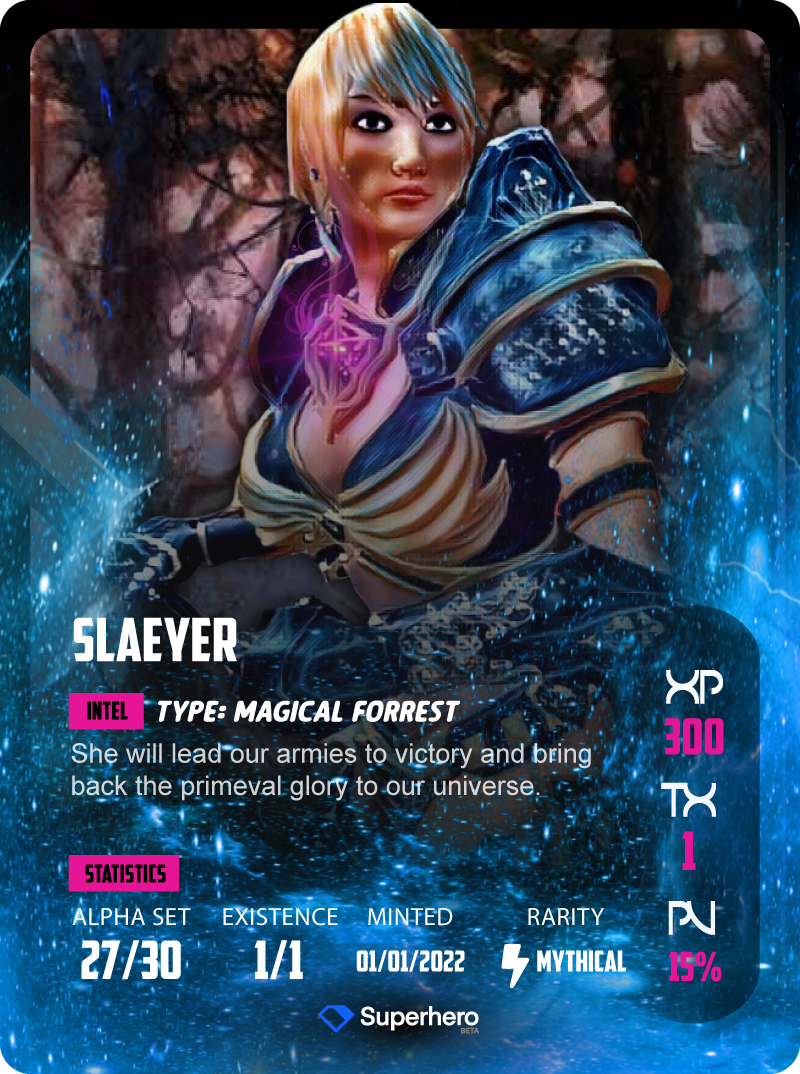 SLAEYER
INTEL TYPE: MAGICAL FORREST
She will lead our armies to victory and bring
back the primeval glory to our universe.
XP
300
TX
1
PV
15%
STATISTICS
ALPHA SET EXISTENCE MINTED RARITY
27/30 1/1 01/01/2022 MYTHICAL
Superhero
BETA